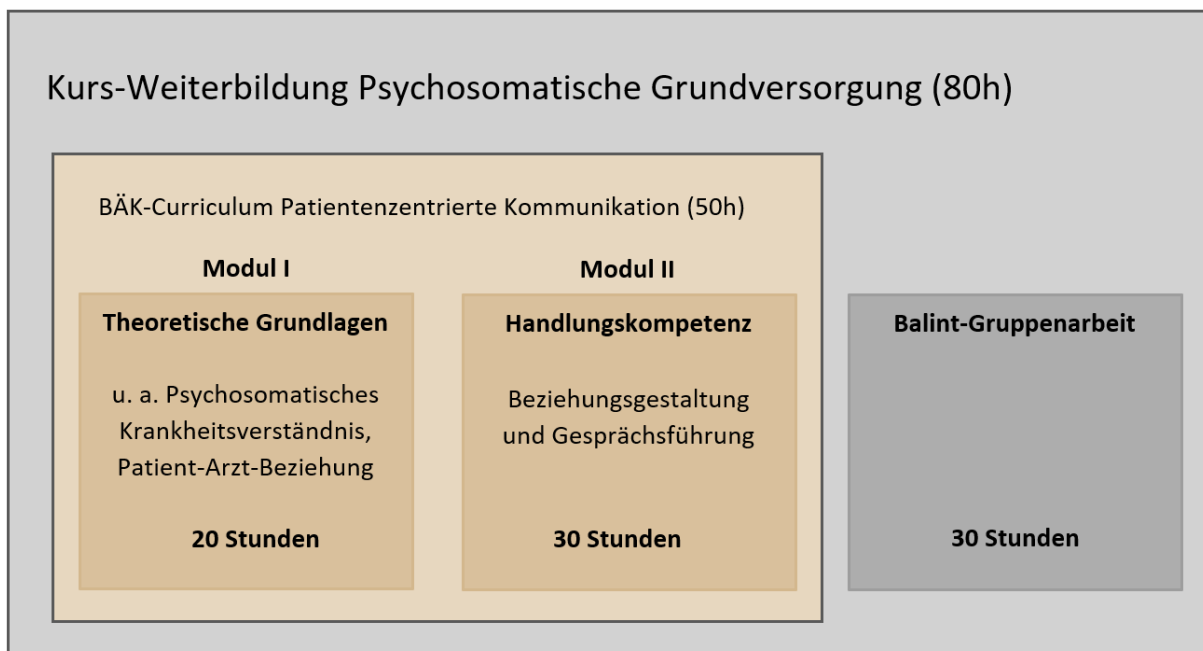 Kurs-Weiterbildung Psychosomatische Grundversorgung (80h)
BÄK-Curriculum Patientenzentrierte Kommunikation (50h)
Modul I
Theoretische Grundlagen
u. a. Psychosomatisches
Krankheitsverständnis,
Patient-Arzt-Beziehung
20 Stunden
Modul II
Handlungskompetenz
Beziehungsgestaltung
und Gesprächsführung
30 Stunden
Balint-Gruppenarbeit
30 Stunden